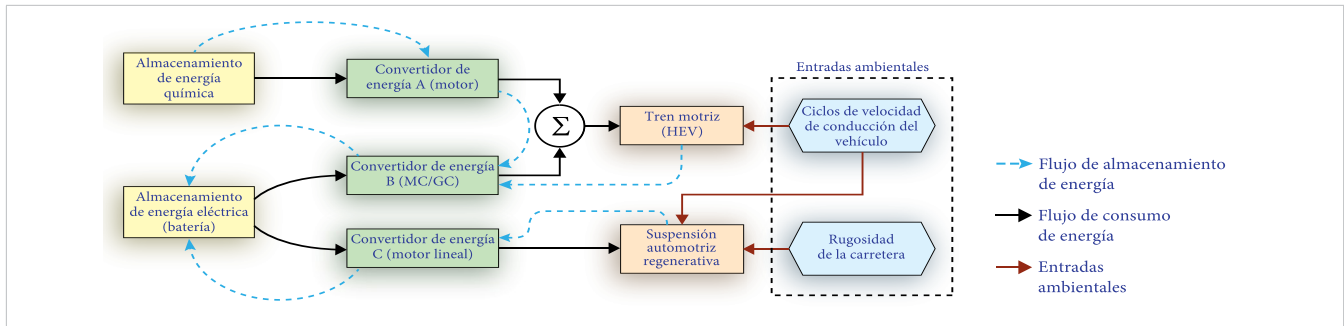 Almacenamiento
de energía
química
Convertidor de
energía A (motor)
Σ
Convertidor de energía
B (MC/GC)
Almacenamiento
de energía eléctrica
(batería)
Convertidor de energía
C (motor lineal)
Tren motriz
(HEV)
Suspensión
automotriz
regenerativa
Entradas ambientales
Ciclos de velocidad
de conducción del
vehículo
Rugosidad
de la carretera
Flujo de almacenamiento
de energía
Flujo de consumo
de energía
Entradas
ambientales